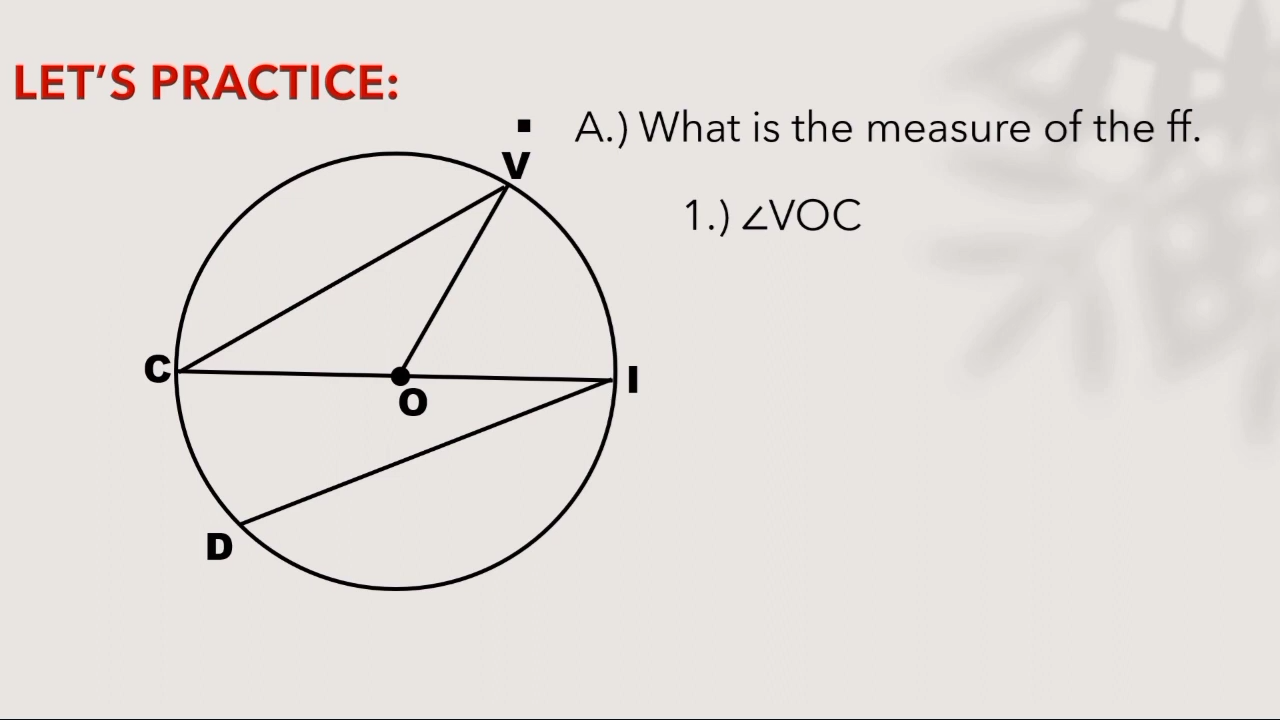 LET'S PRACTICE:
▪ A.) What is the measure of the ff.
V
1.) ∠VOC
C
I
O
D